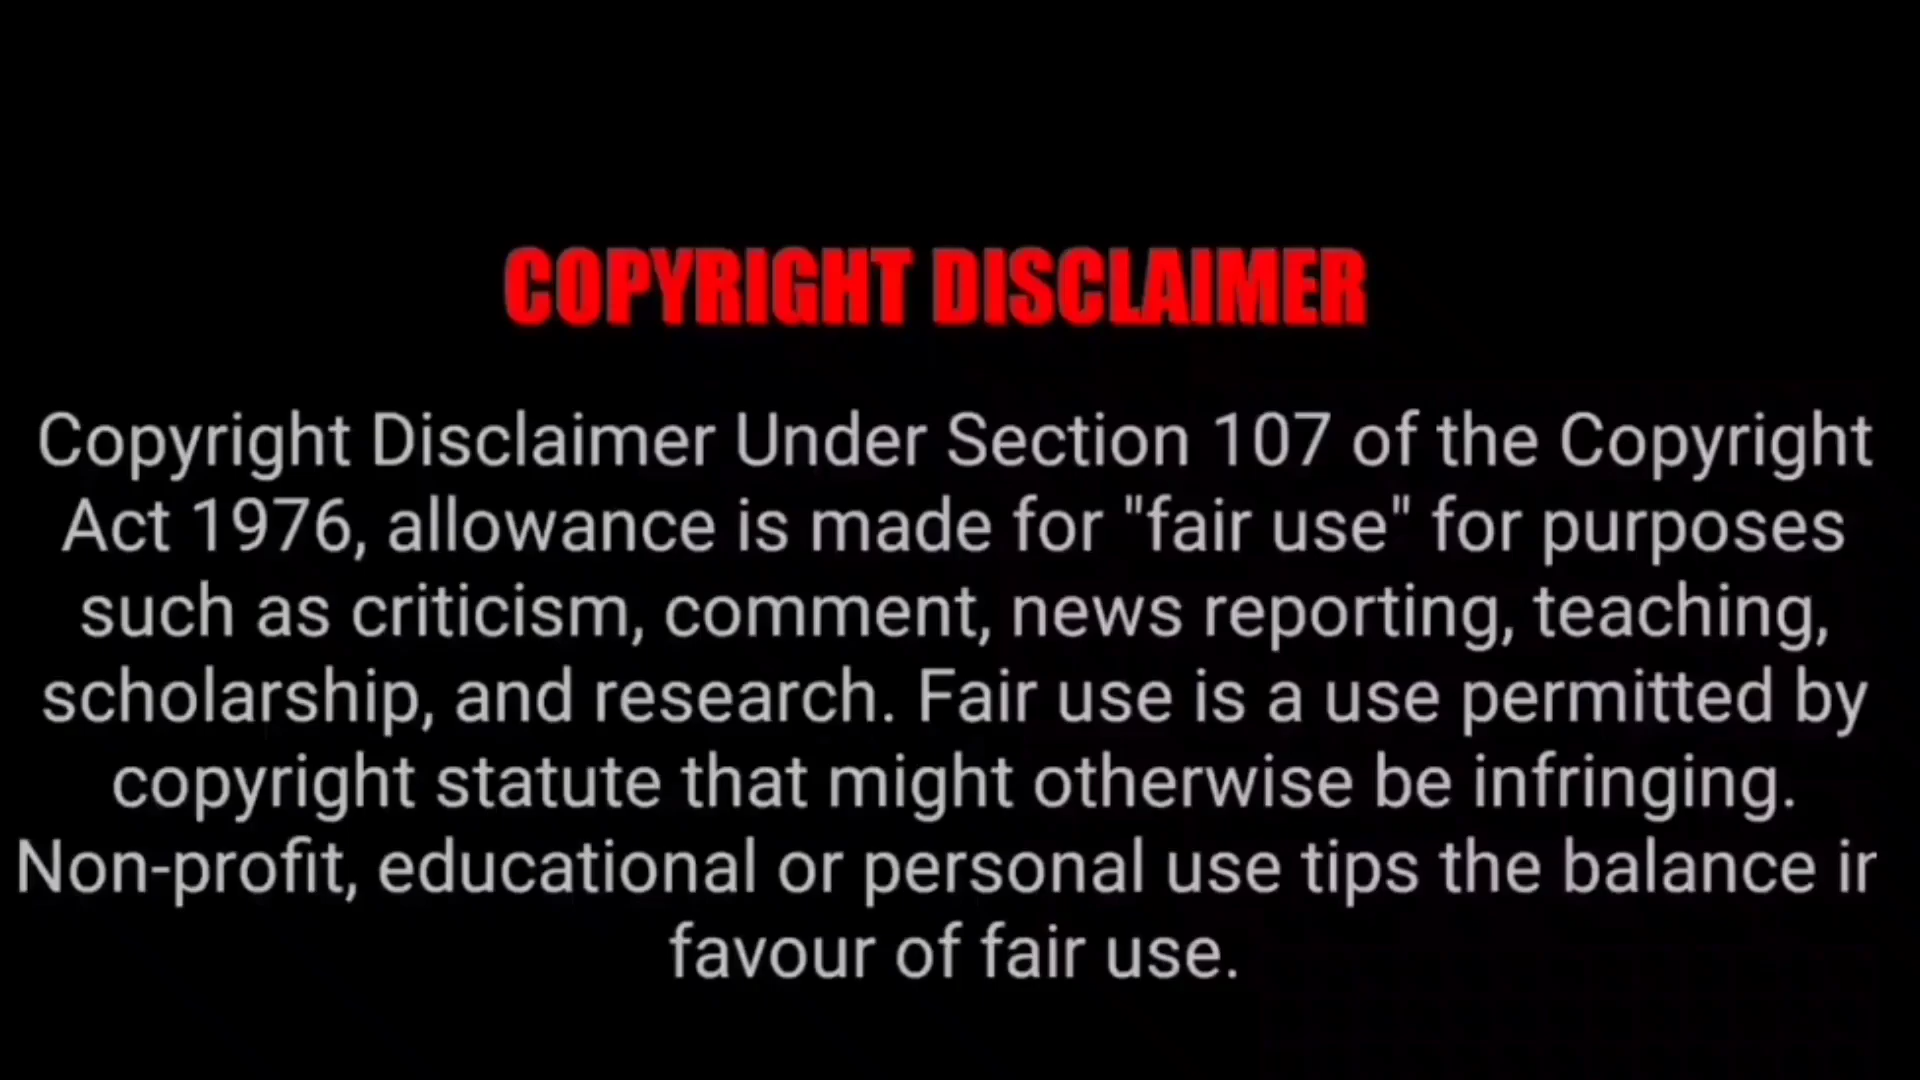 COPYRIGHT DISCLAIMER
Copyright Disclaimer Under Section 107 of the Copyright
Act 1976, allowance is made for "fair use" for purposes
such as criticism, comment, news reporting, teaching,
scholarship, and research. Fair use is a use permitted by
copyright statute that might otherwise be infringing.
Non-profit, educational or personal use tips the balance in
favour of fair use.